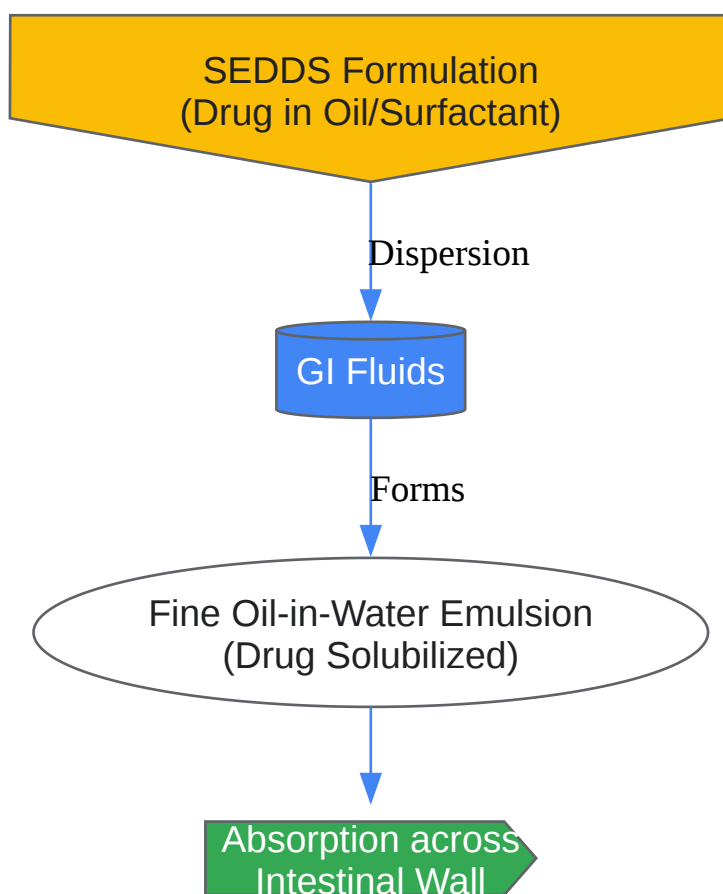 SEDDS Formulation
(Drug in Oil/Surfactant)
Dispersion
GI Fluids
Forms
Fine Oil-in-Water Emulsion
(Drug Solubilized)
Absorption across
Intestinal Wall